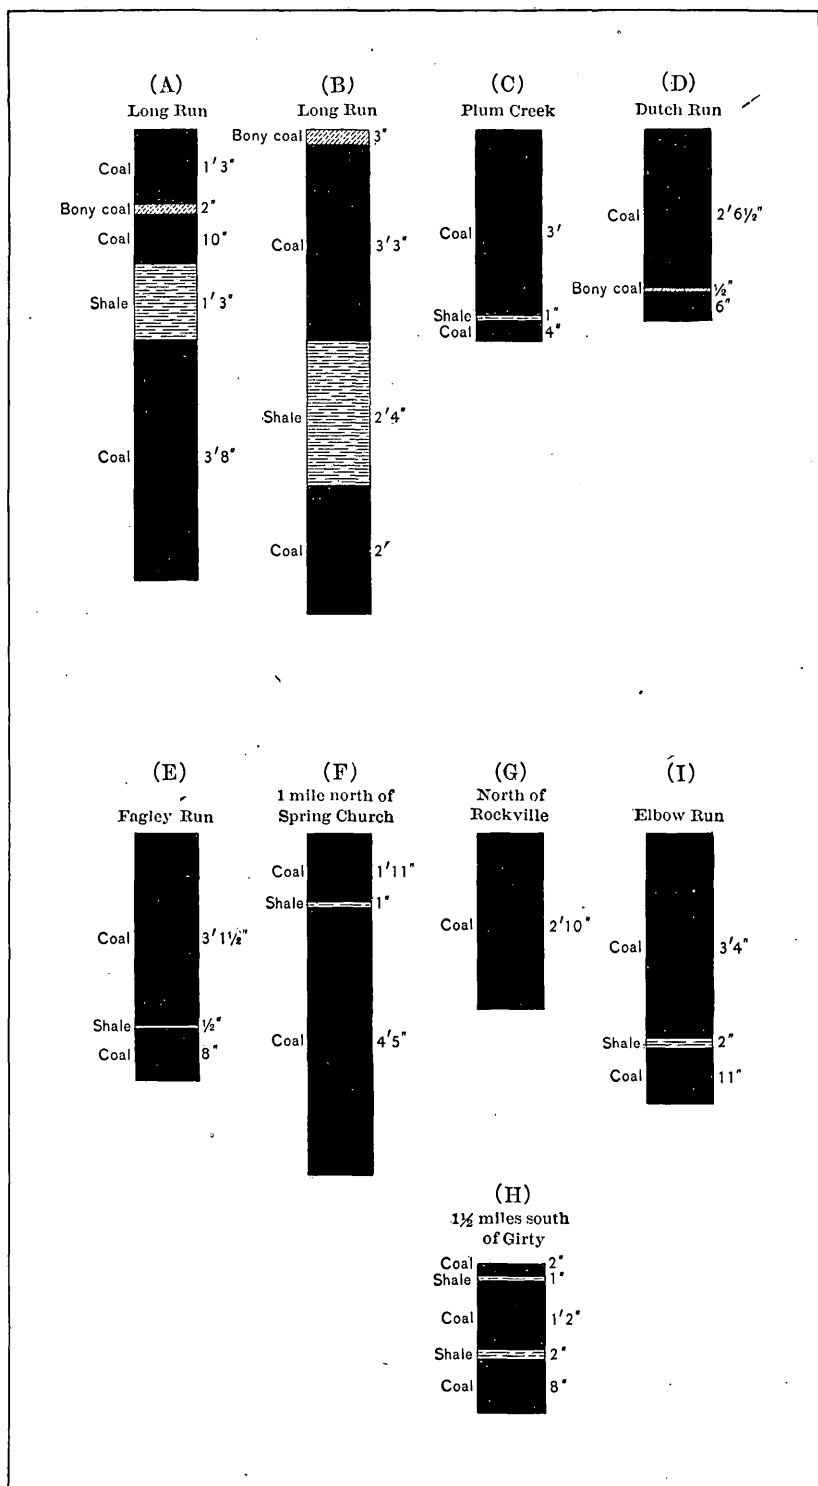 (A)
Long Run
Coal 1'3"
Bony coal 2"
Coal 10"
Shale 1'3"
Coal 3'8"
(B)
Long Run
Bony coal 3"
Coal 3'3"
Shale 2'4"
Coal 2'
(C)
Plum Creek
Coal 3'
Shale 1"
Coal 4"
(D)
Dutch Run
Coal 2'6½"
Bony coal ½"
6"
(E)
Fagley Run
Coal 3'1½"
Shale ½"
Coal 8"
(F)
1 mile north of
Spring Church
Coal 1'11"
Shale 1"
Coal 4'5"
(G)
North of
Rockville
Coal 2'10"
(I)
Elbow Run
Coal 3'4"
Shale 2"
Coal 11"
(H)
1½ miles south
of Girty
Coal 2"
Shale 1"
Coal 1'2"
Shale 2"
Coal 8"